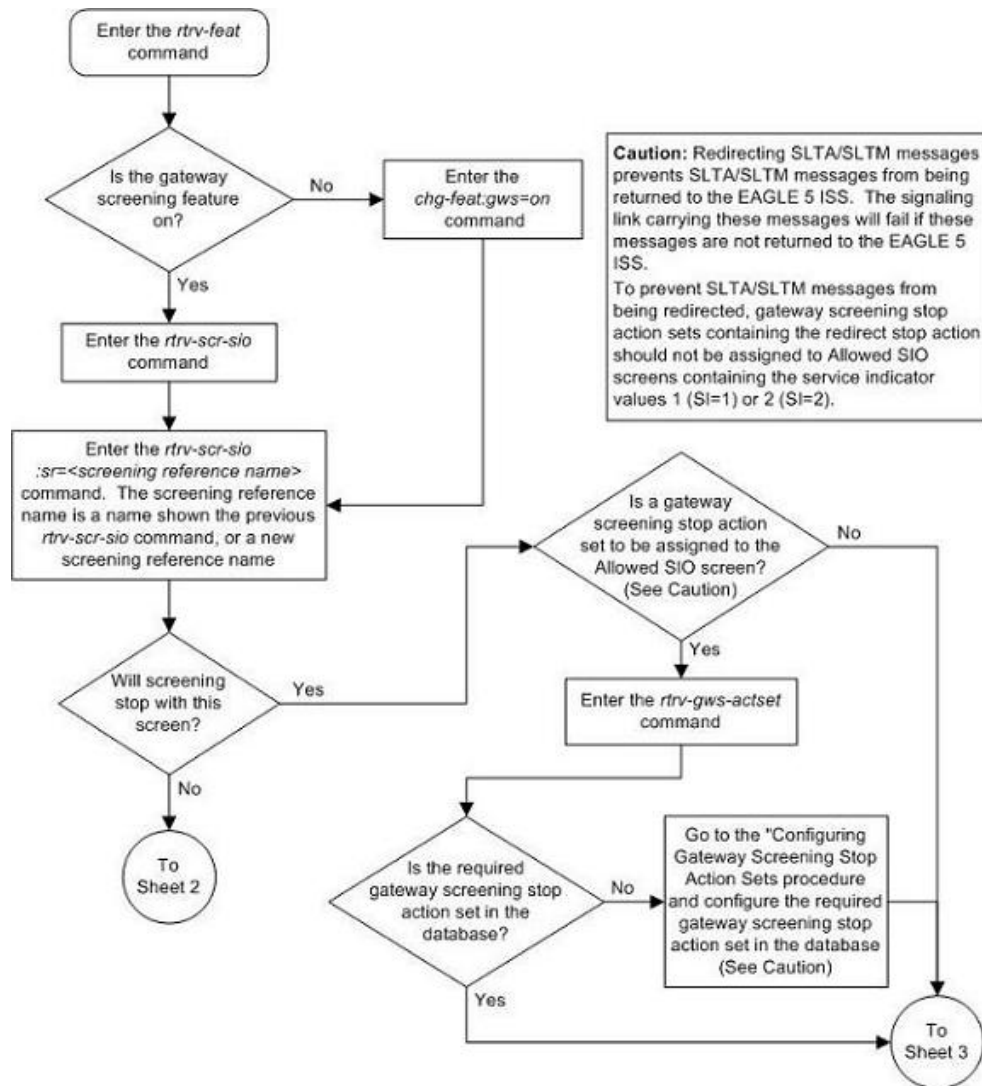 Enter the rtrv-feat
command
Is the gateway
screening feature
on?
No
Enter the
chg-feat:gws=on
command
Yes
Enter the rtrv-scr-sio
command
Enter the rtrv-scr-sio
:sr=<screening reference name>
command.  The screening reference
name is a name shown the previous
rtrv-scr-sio command, or a new
screening reference name
Will screening
stop with this
screen?
Yes
No
To
Sheet 2
Caution: Redirecting SLTA/SLTM messages
prevents SLTA/SLTM messages from being
returned to the EAGLE 5 ISS.  The signaling
link carrying these messages will fail if these
messages are not returned to the EAGLE 5
ISS.
To prevent SLTA/SLTM messages from
being redirected, gateway screening stop
action sets containing the redirect stop action
should not be assigned to Allowed SIO
screens containing the service indicator
values 1 (SI=1) or 2 (SI=2).
Is a gateway
screening stop action
set to be assigned to the
Allowed SIO screen?
(See Caution)
No
Yes
Enter the rtrv-gws-actset
command
Is the required
gateway screening stop
action set in the
database?
No
Go to the "Configuring
Gateway Screening Stop
Action Sets procedure
and configure the required
gateway screening stop
action set in the database
(See Caution)
Yes
To
Sheet 3